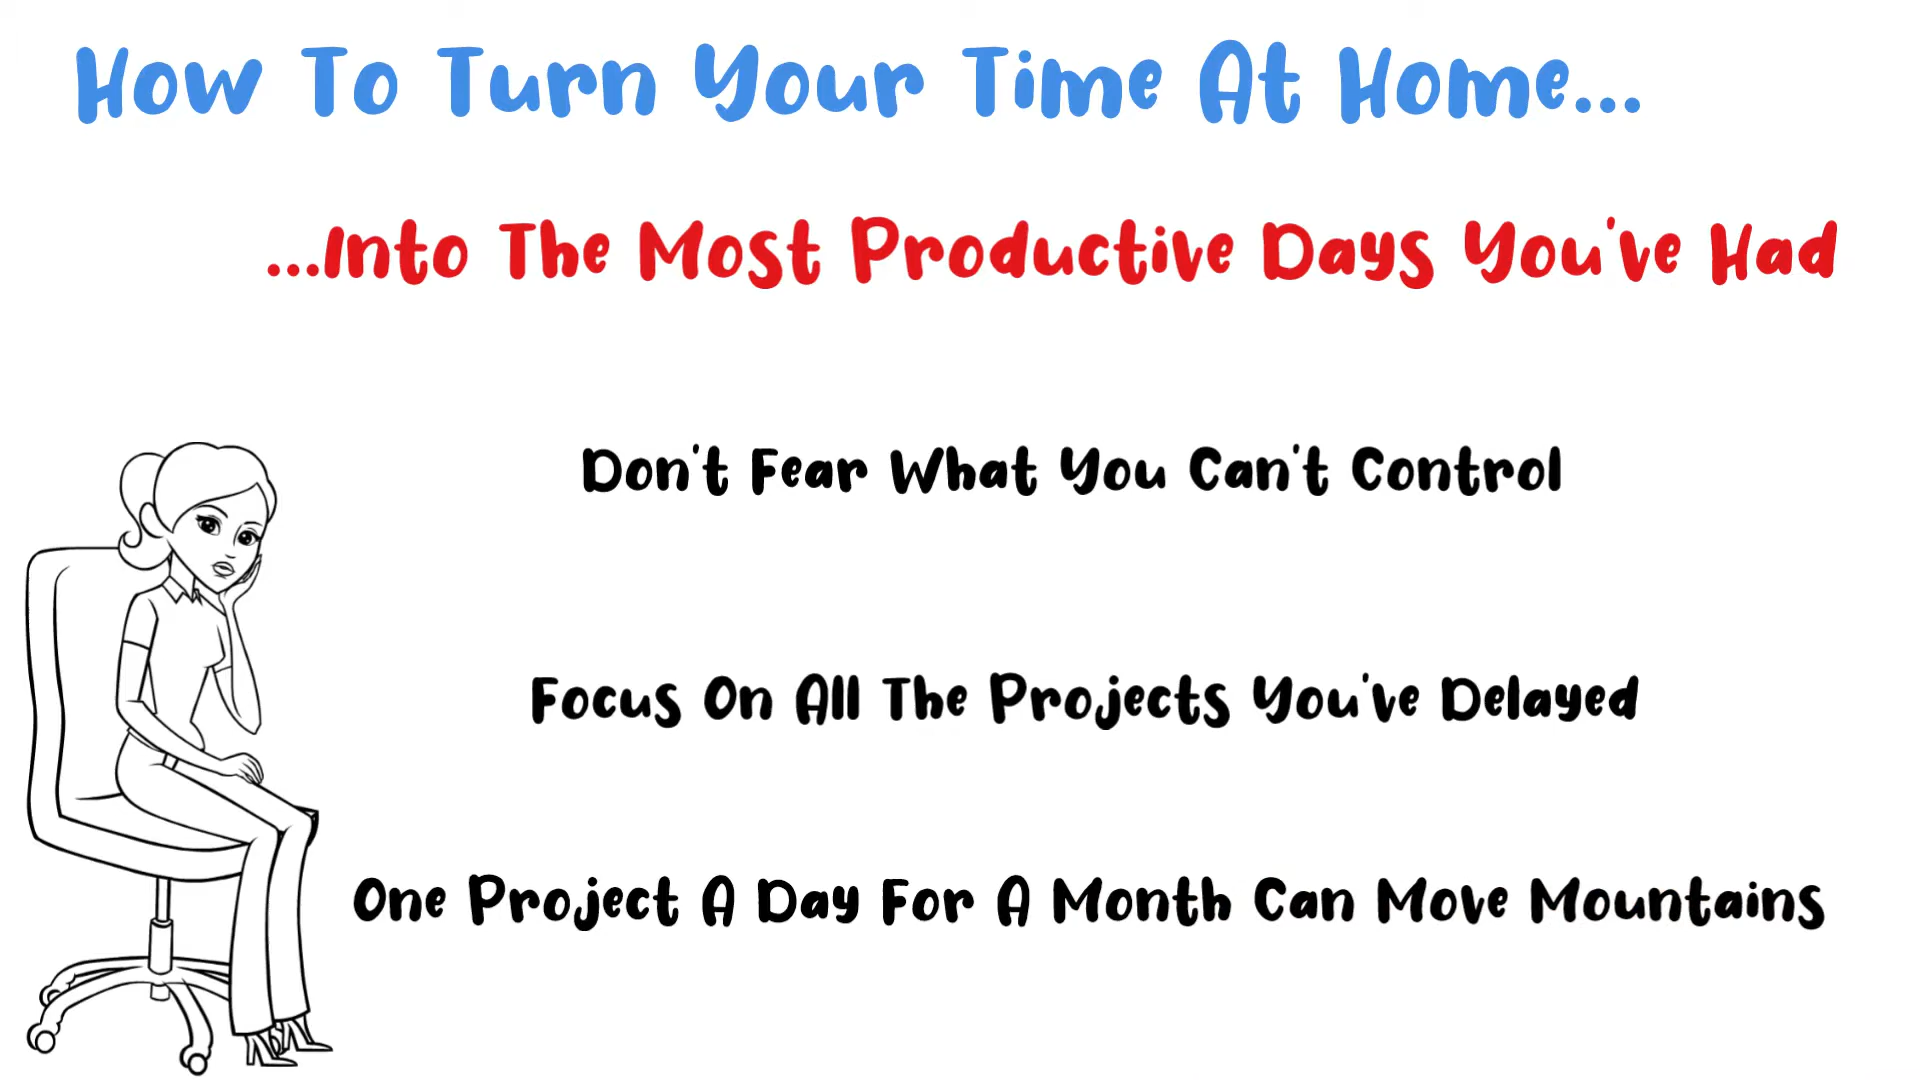 How To Turn Your Time At Home...
...Into The Most Productive Days You've Had
Don't Fear What You Can't Control
Focus On All The Projects You've Delayed
One Project A Day For A Month Can Move Mountains